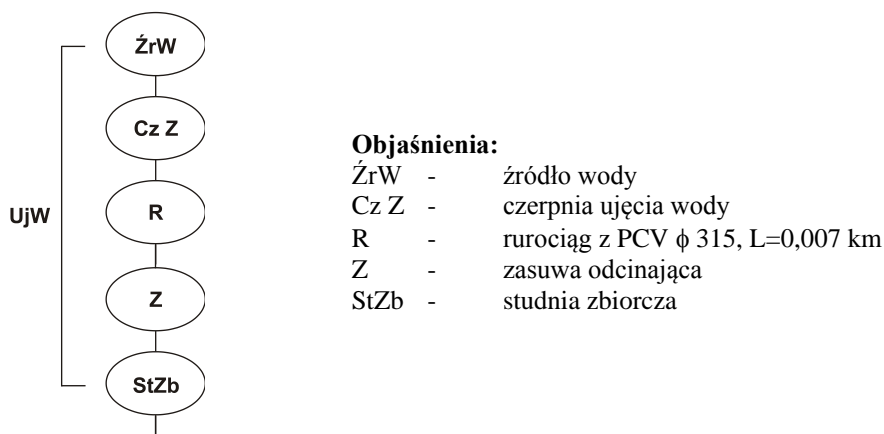 ŹrW
Cz Z
R
UjW
Z
StZb
Objaśnienia:
ŹrW - źródło wody
Cz Z - czerpnia ujęcia wody
R - rurociąg z PCV ϕ 315, L=0,007 km
Z - zasuwa odcinająca
StZb - studnia zbiorcza